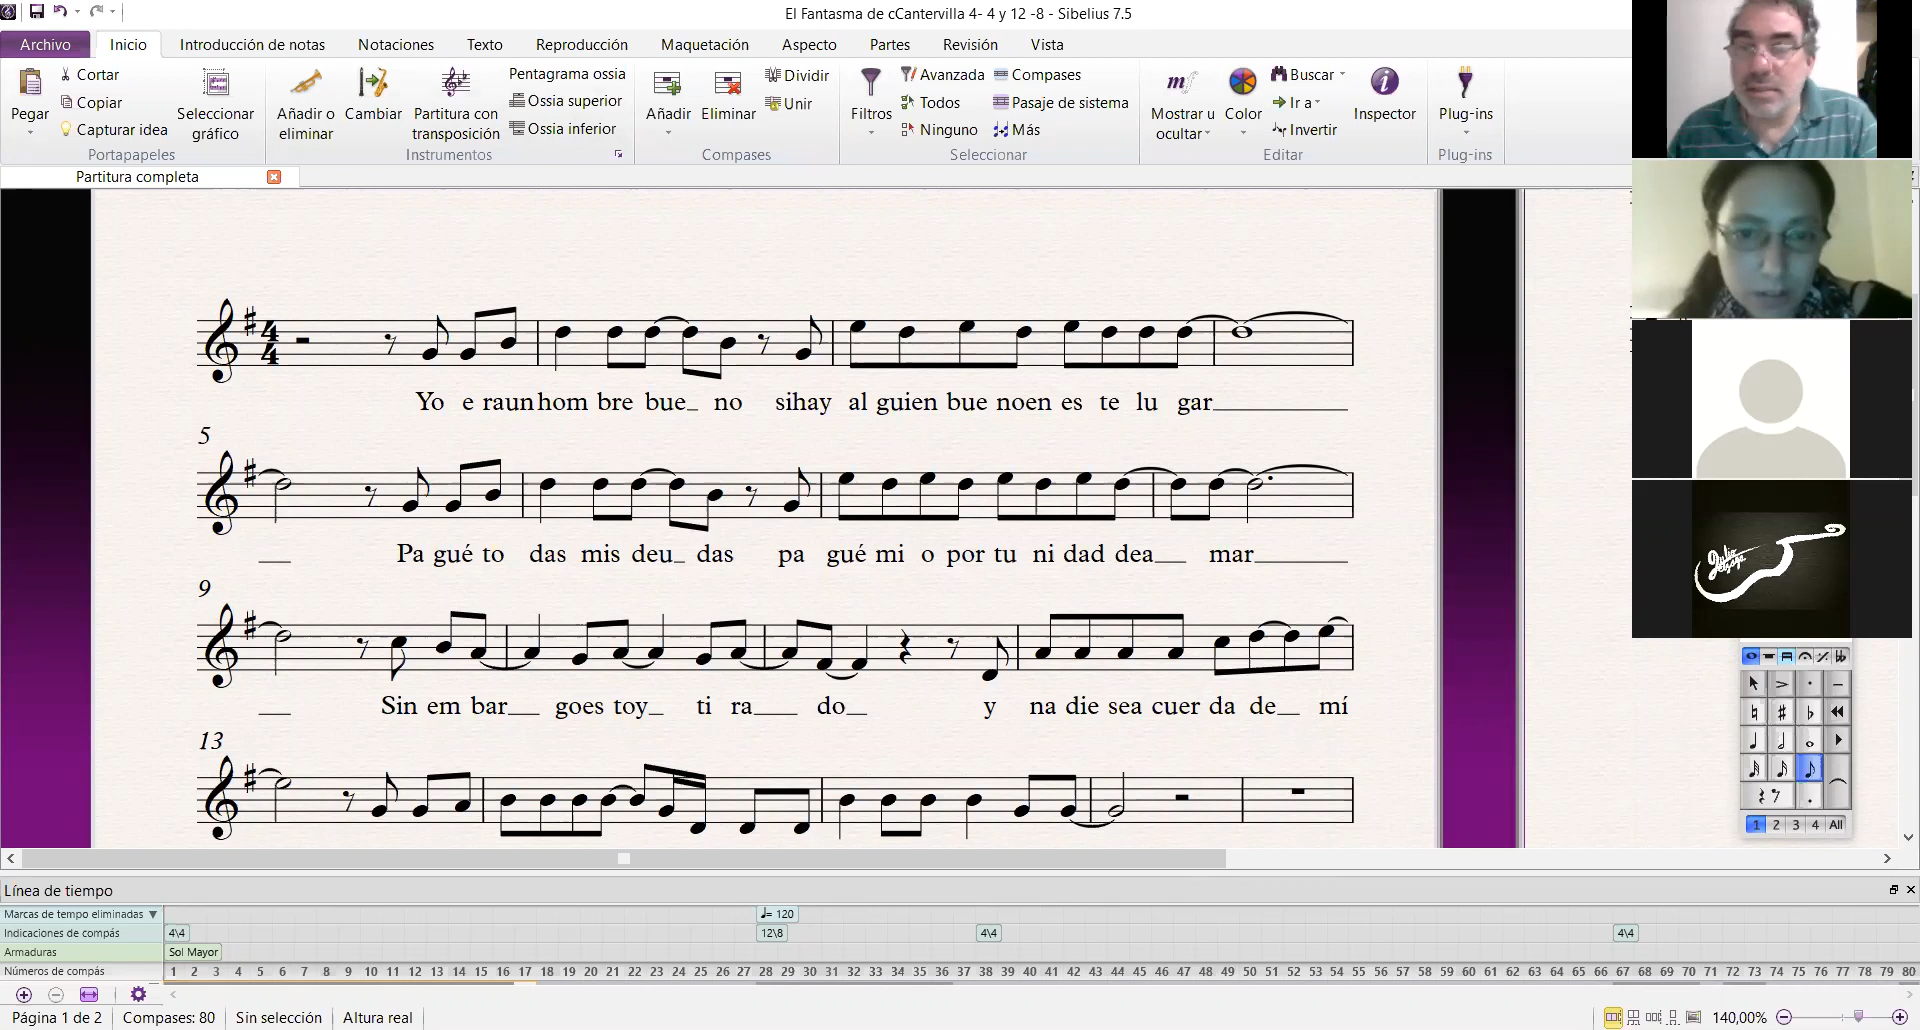 El Fantasma de cCantervilla 4- 4 y 12 -8 - Sibelius 7.5
Archivo Inicio Introducción de notas Notaciones Texto Reproducción Maquetación Aspecto Partes Revisión Vista
Pegar Cortar Copiar Capturar idea Seleccionar gráfico
Portapapeles
Añadir o eliminar Cambiar Partitura con transposición Pentagrama ossia Ossia superior Ossia inferior
Instrumentos
Añadir Eliminar Dividir Unir
Compases
Filtros Avanzada Todos Ninguno Compases Pasaje de sistema Más
Seleccionar
Mostrar u ocultar Color Buscar Ir a Invertir Inspector
Editar
Plug-ins
Plug-ins
Partitura completa
4
4
Yo e raun hom bre bue_ no sihay al guien bue noen es te lu gar
5
Pa gué to das mis deu_ das pa gué mi o por tu ni dad dea__ mar
9
Sin em bar__ goes toy_ ti ra___ do_ y na die sea cuer da de__ mí
13
1 2 3 4 All
Línea de tiempo
Marcas de tempo eliminadas = 120
Indicaciones de compás 4\4 12\8 4\4 4\4
Armaduras Sol Mayor
Números de compás 1 2 3 4 5 6 7 8 9 10 11 12 13 14 15 16 17 18 19 20 21 22 23 24 25 26 27 28 29 30 31 32 33 34 35 36 37 38 39 40 41 42 43 44 45 46 47 48 49 50 51 52 53 54 55 56 57 58 59 60 61 62 63 64 65 66 67 68 69 70 71 72 73 74 75 76 77 78 79 80
Página 1 de 2 Compases: 80 Sin selección Altura real 140,00%